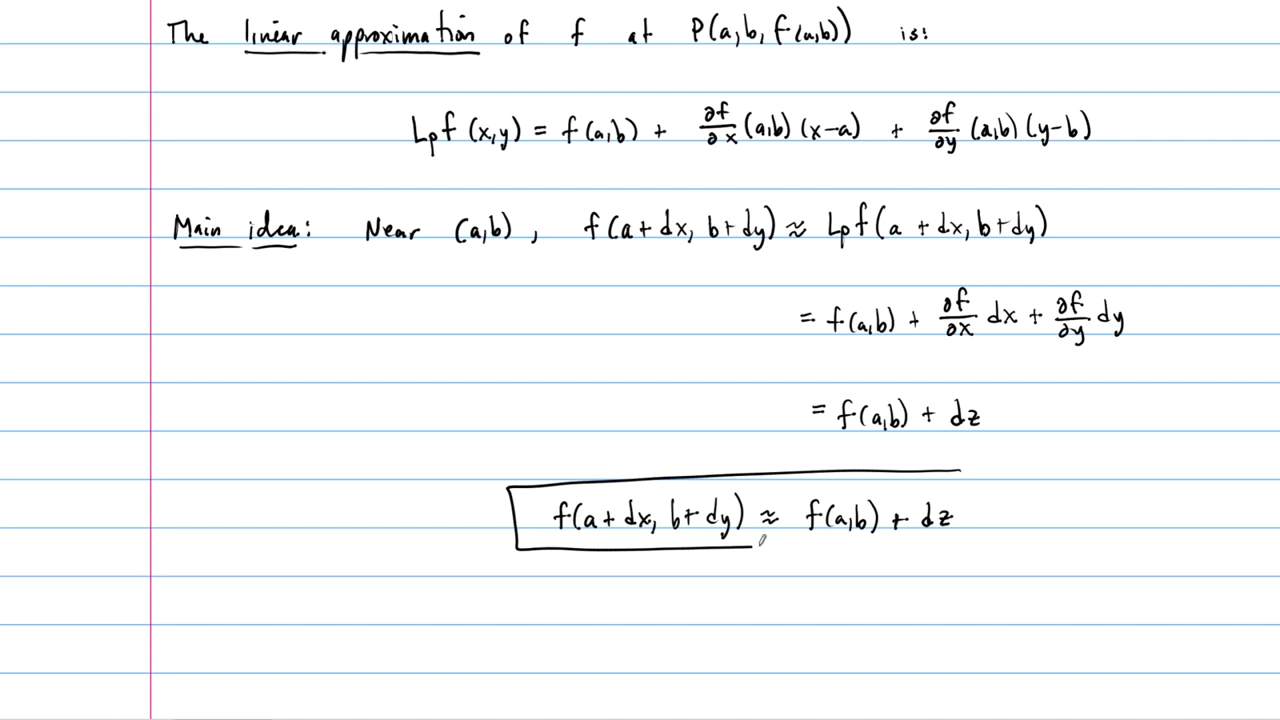 The linear approximation of f at P(a,b, f(a,b)) is:
Lpf (x,y) = f(a,b) + ∂f/∂x (a,b) (x-a) + ∂f/∂y (a,b) (y-b)
Main idea: Near (a,b), f(a+dx, b+dy) ≈ Lpf(a+dx, b+dy)
= f(a,b) + ∂f/∂x dx + ∂f/∂y dy
= f(a,b) + dz
f(a+dx, b+dy) ≈ f(a,b) + dz